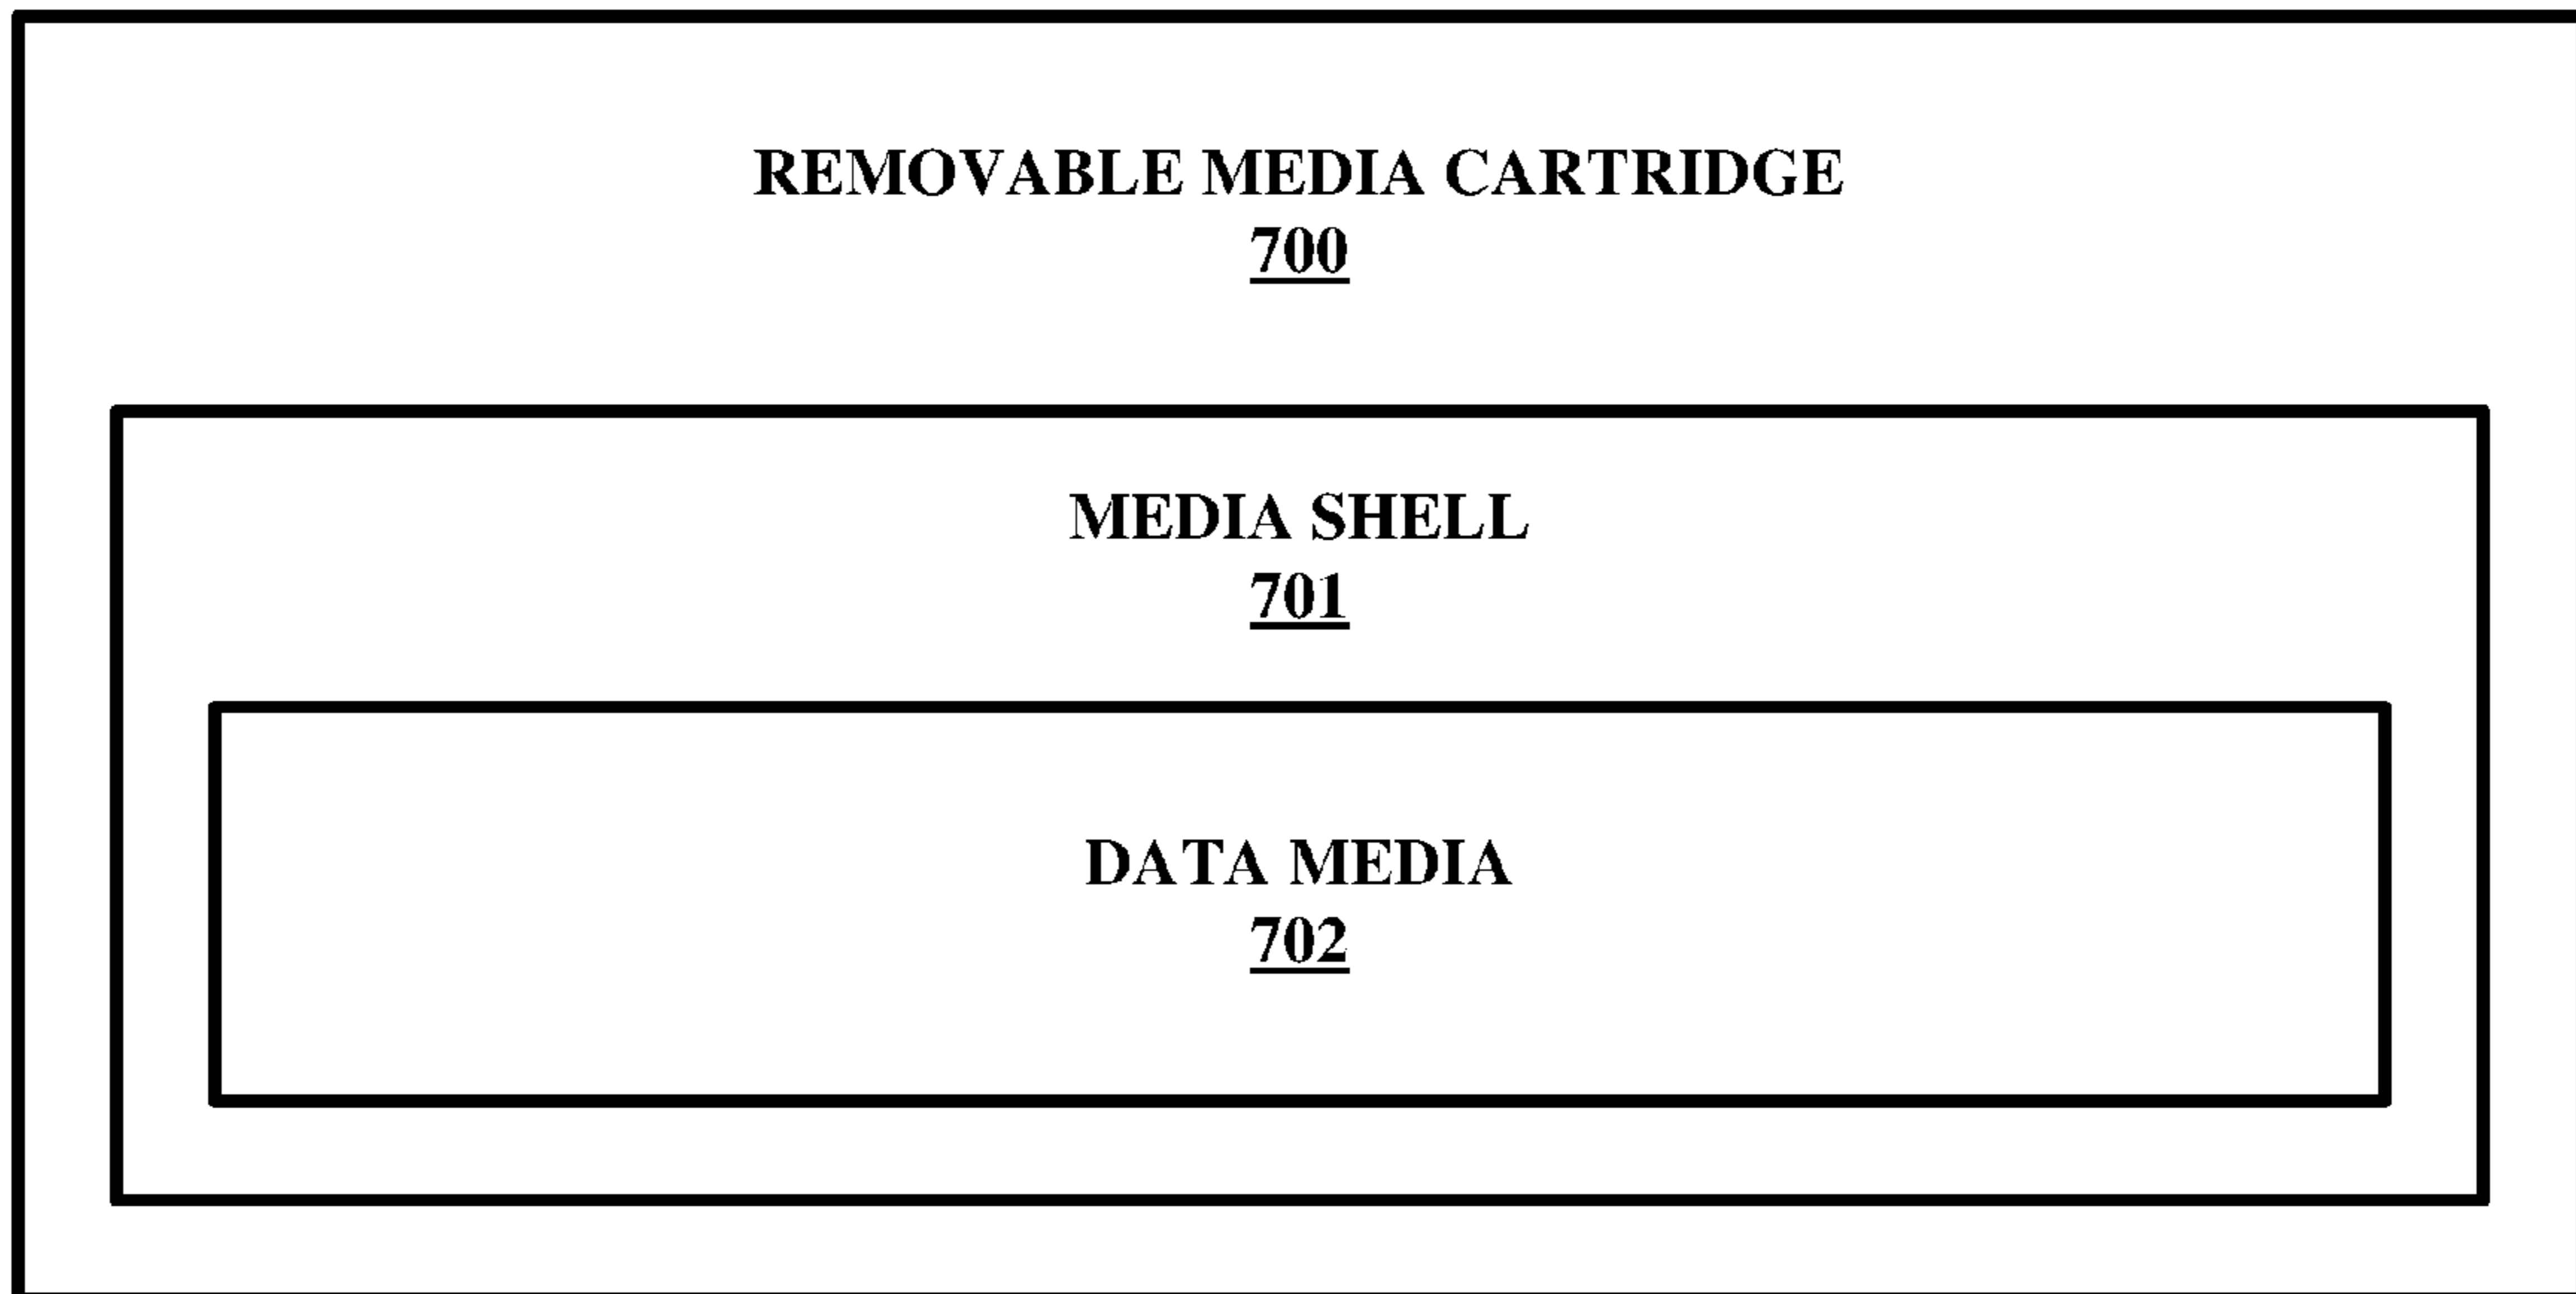 REMOVABLE MEDIA CARTRIDGE
700
MEDIA SHELL
701
DATA MEDIA
702